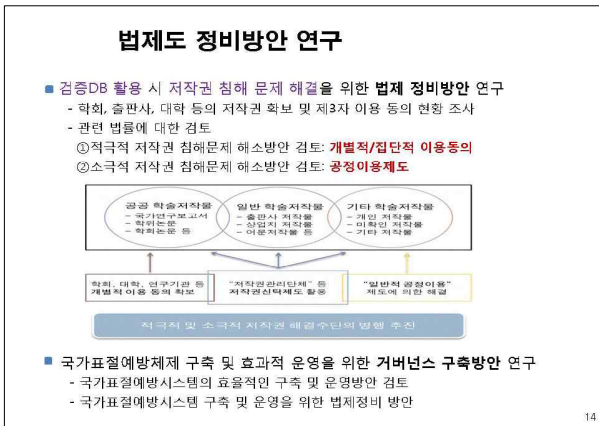 법제도 정비방안 연구
검증DB 활용 시 저작권 침해 문제 해결을 위한 법제 정비방안 연구
- 학회, 출판사, 대학 등의 저작권 확보 및 제3자 이용 동의 현황 조사
- 관련 법률에 대한 검토
①적극적 저작권 침해문제 해소방안 검토: 개별적/집단적 이용동의
②소극적 저작권 침해문제 해소방안 검토: 공정이용제도
공공 학술저작물
- 국가연구보고서
- 학위논문
- 학회논문 등
일반 학술저작물
- 출판사 저작물
- 상업지 저작물
- 어문저작물 등
기타 학술저작물
- 개인 저작물
- 미확인 저작물
- 기타 저작물
학회, 대학, 연구기관 등
개별적 이용 동의 확보
"저작권관리단체" 등
저작권신탁제도 활용
"일반적 공정이용"
제도에 의한 해결
적극적 및 소극적 저작권 해결수단의 병행 추진
국가표절예방체제 구축 및 효과적 운영을 위한 거버넌스 구축방안 연구
- 국가표절예방시스템의 효율적인 구축 및 운영방안 검토
- 국가표절예방시스템 구축 및 운영을 위한 법제정비 방안
14